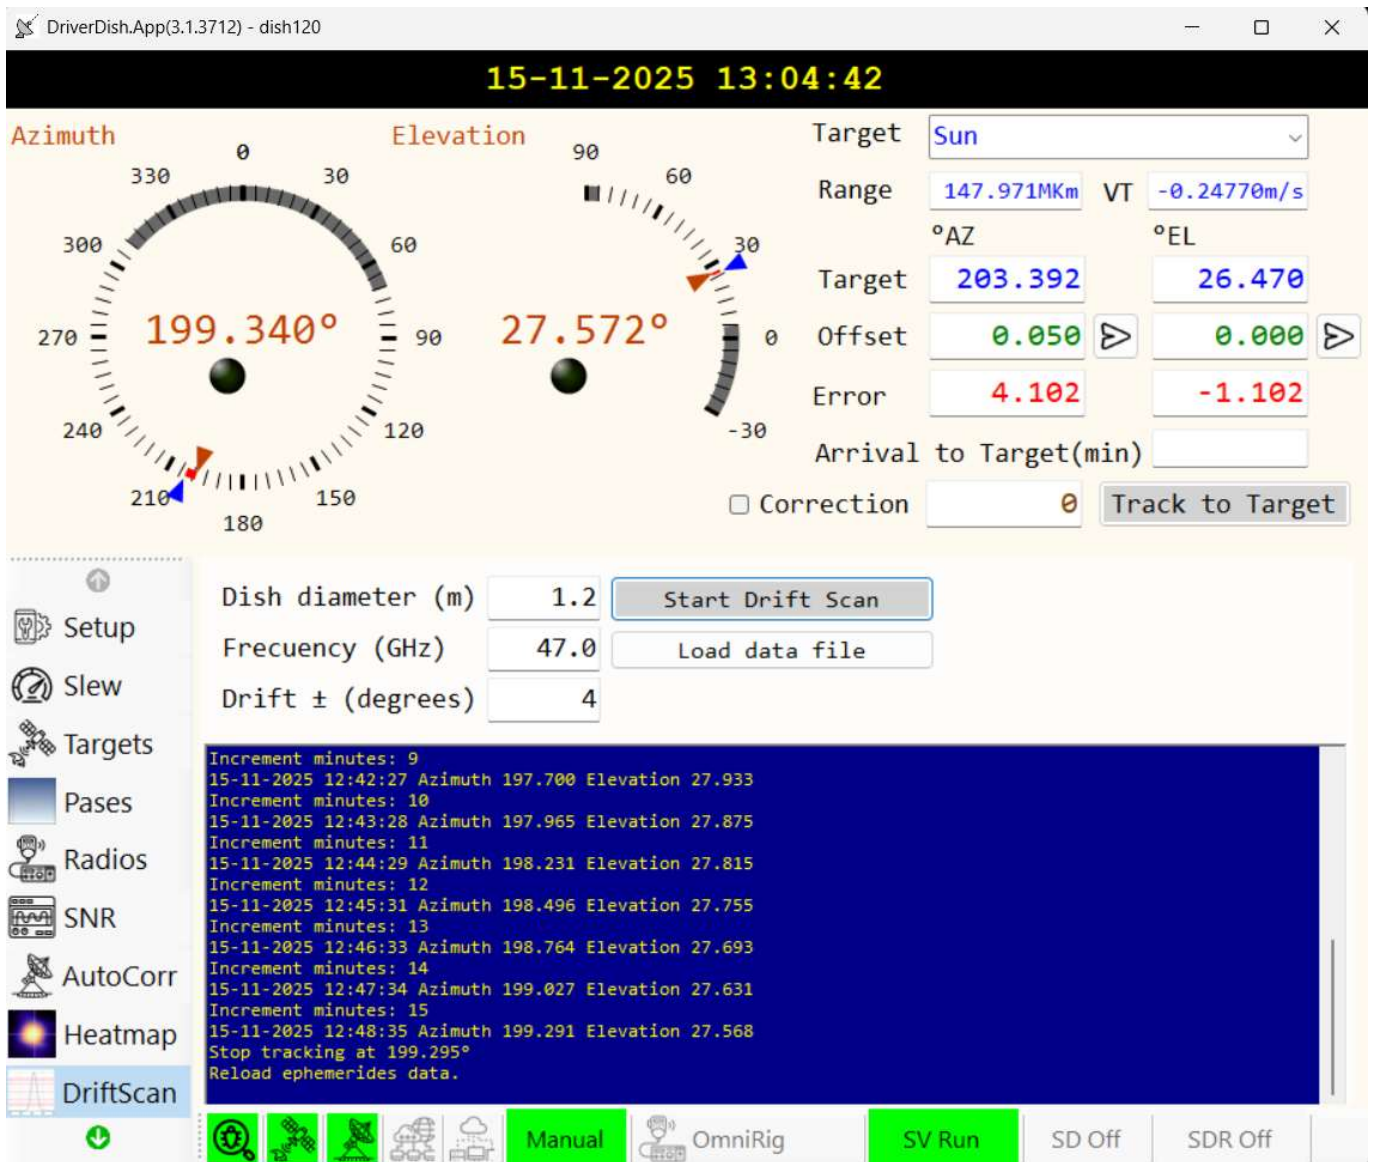 DriverDish.App(3.1.3712) - dish120
15-11-2025 13:04:42
Azimuth
0
330
30
300
60
199.340°
270
90
240
120
210
150
180
Elevation
90
60
30
27.572°
0
-30
Target Sun
Range 147.971MKm VT -0.24770m/s
°AZ °EL
Target 203.392 26.470
Offset 0.050 0.000
Error 4.102 -1.102
Arrival to Target(min)
Correction 0 Track to Target
Setup
Slew
Targets
Pases
Radios
SNR
AutoCorr
Heatmap
DriftScan
Dish diameter (m) 1.2 Start Drift Scan
Frecuency (GHz) 47.0 Load data file
Drift ± (degrees) 4
Increment minutes: 9
15-11-2025 12:42:27 Azimuth 197.700 Elevation 27.933
Increment minutes: 10
15-11-2025 12:43:28 Azimuth 197.965 Elevation 27.875
Increment minutes: 11
15-11-2025 12:44:29 Azimuth 198.231 Elevation 27.815
Increment minutes: 12
15-11-2025 12:45:31 Azimuth 198.496 Elevation 27.755
Increment minutes: 13
15-11-2025 12:46:33 Azimuth 198.764 Elevation 27.693
Increment minutes: 14
15-11-2025 12:47:34 Azimuth 199.027 Elevation 27.631
Increment minutes: 15
15-11-2025 12:48:35 Azimuth 199.291 Elevation 27.568
Stop tracking at 199.295°
Reload ephemerides data.
Manual OmniRig SV Run SD Off SDR Off